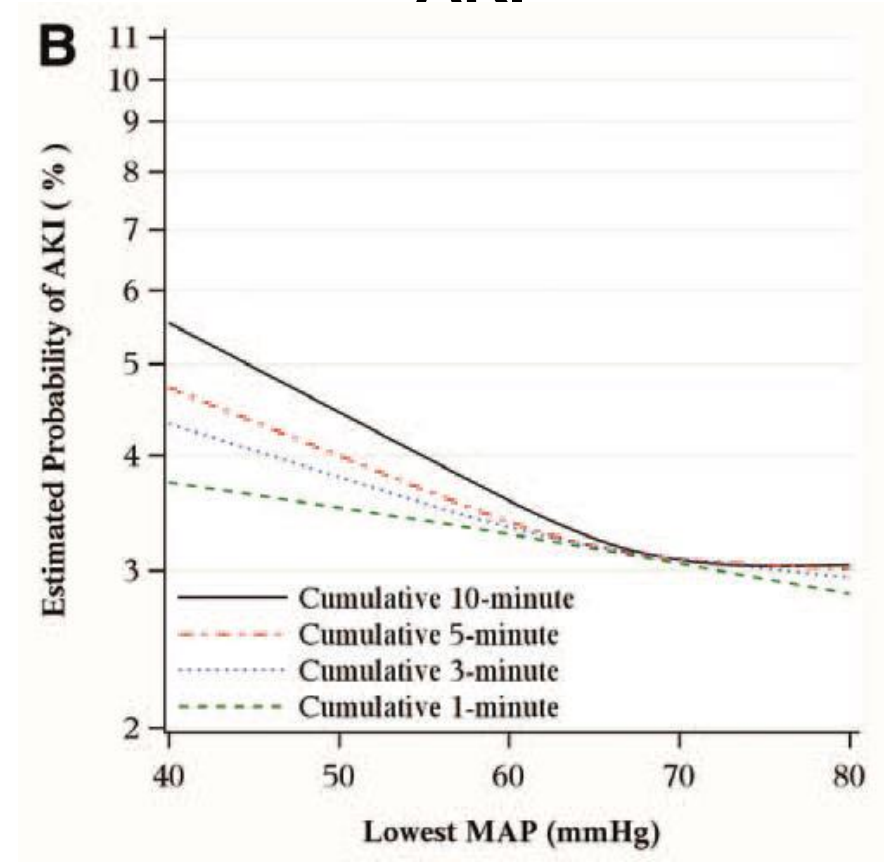 B
11
10
9
8
7
6
5
4
3
2
Estimated Probability of AKI ( % )
Cumulative 10-minute
Cumulative 5-minute
Cumulative 3-minute
Cumulative 1-minute
40 50 60 70 80
Lowest MAP (mmHg)